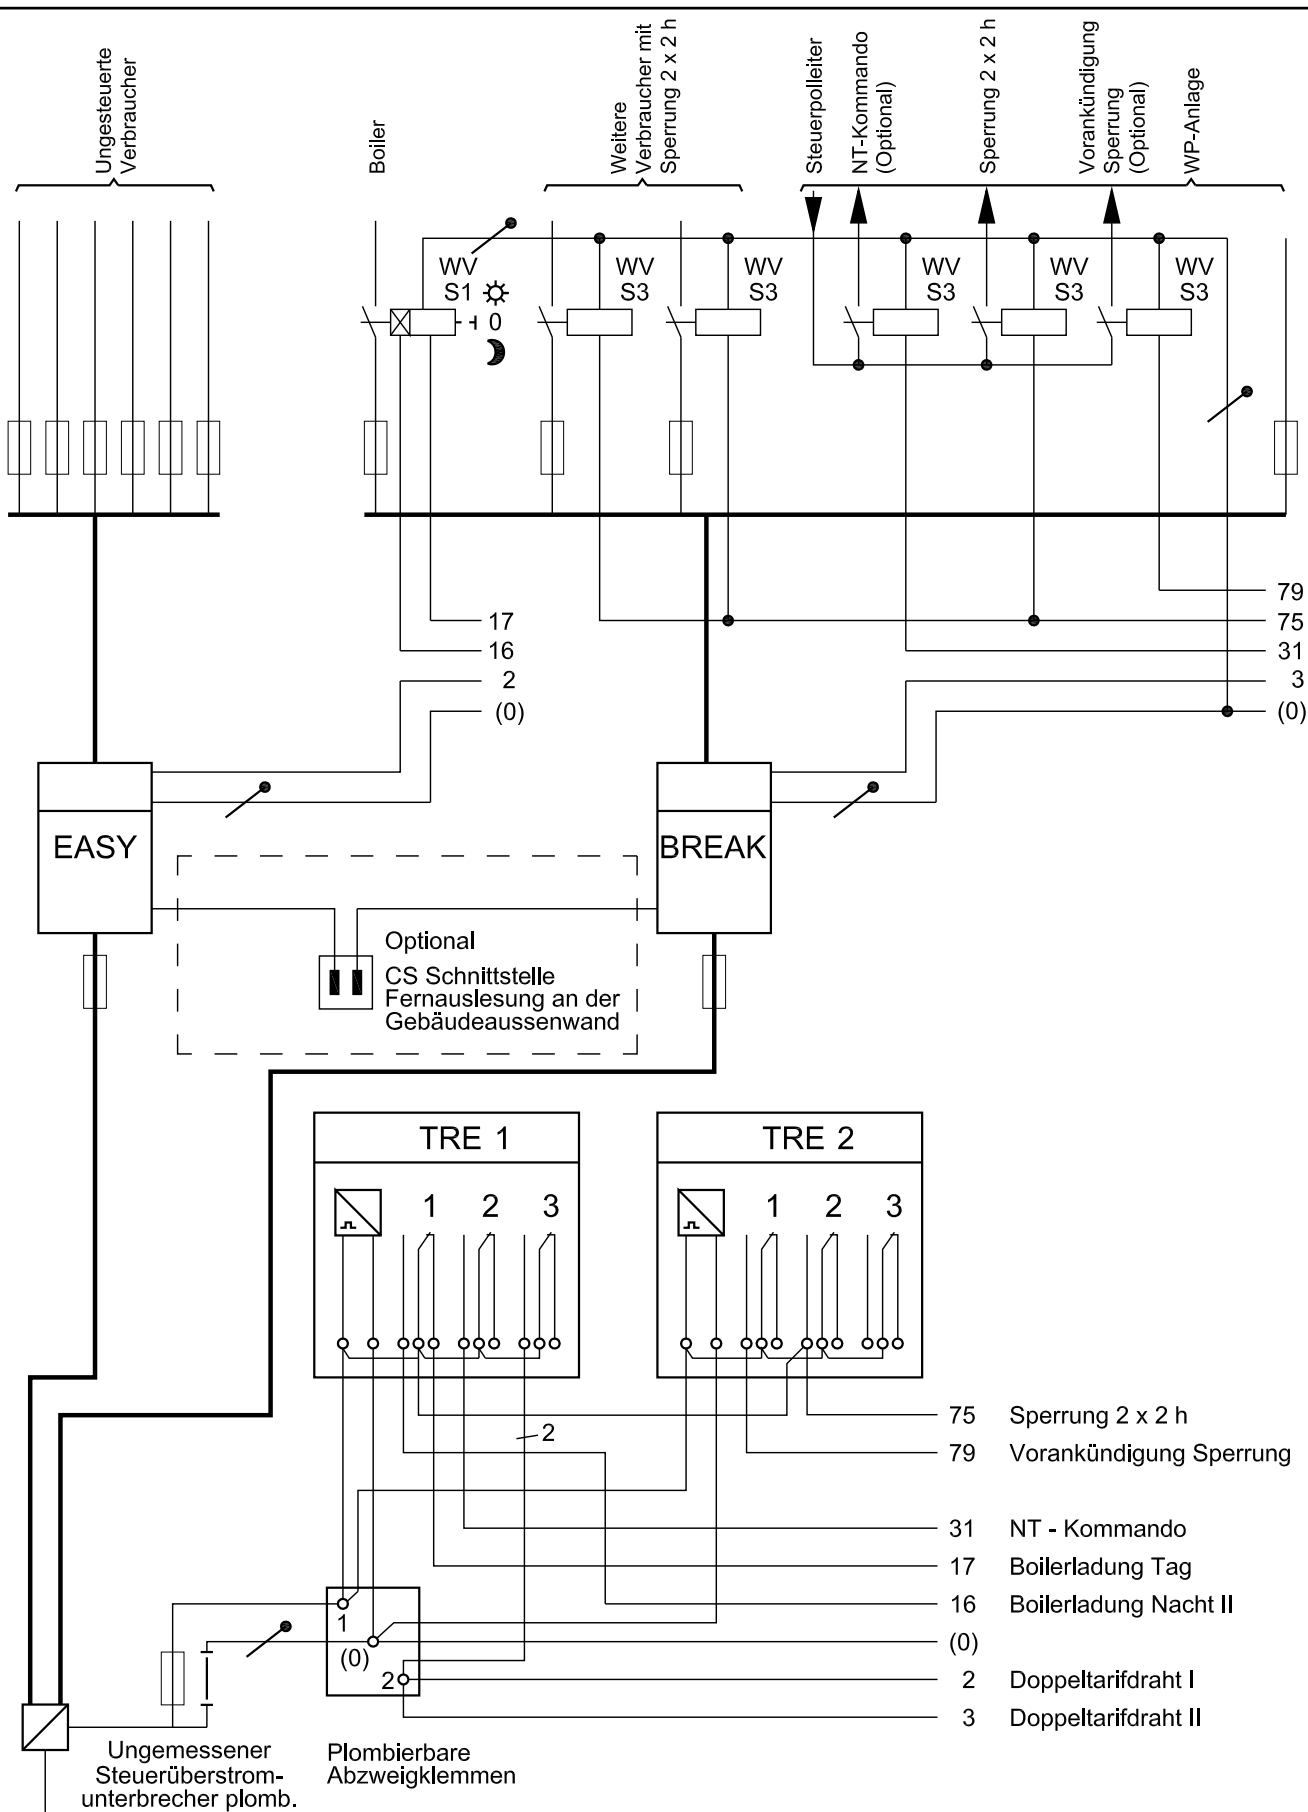 Ungesteuerte
Verbraucher
Boiler
Weitere
Verbraucher mit
Sperrung 2 x 2 h
Steuerpolleiter
NT-Kommando
(Optional)
Sperrung 2 x 2 h
Vorankündigung
Sperrung
(Optional)
WP-Anlage
WV
S1
0
WV
S3
WV
S3
WV
S3
WV
S3
WV
S3
17
16
2
(0)
79
75
31
3
(0)
EASY
BREAK
Optional
CS Schnittstelle
Fernauslesung an der
Gebäudeaussenwand
TRE 1
1 2 3
TRE 2
1 2 3
2
75 Sperrung 2 x 2 h
79 Vorankündigung Sperrung
31 NT - Kommando
17 Boilerladung Tag
16 Boilerladung Nacht II
(0)
2 Doppeltarifdraht I
3 Doppeltarifdraht II
1
(0)
2
Ungemessener
Steuerüberstrom-
unterbrecher plomb.
Plombierbare
Abzweigklemmen